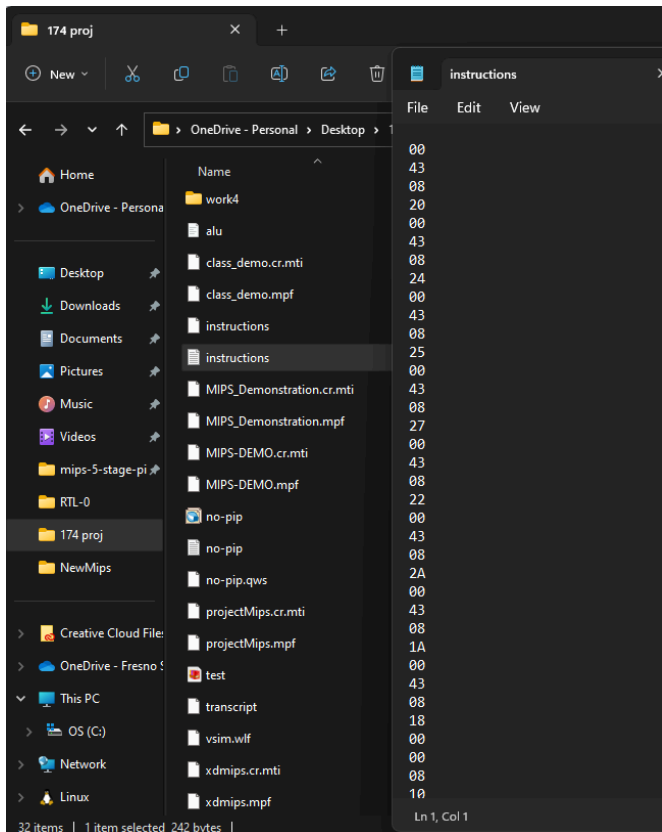 174 proj
New
OneDrive - Personal > Desktop >
Home
OneDrive - Persona
Desktop
Downloads
Documents
Pictures
Music
Videos
mips-5-stage-pi
RTL-0
174 proj
NewMips
Creative Cloud File
OneDrive - Fresno S
This PC
OS (C:)
Network
Linux
Name
work4
alu
class_demo.cr.mti
class_demo.mpf
instructions
instructions
MIPS_Demonstration.cr.mti
MIPS_Demonstration.mpf
MIPS-DEMO.cr.mti
MIPS-DEMO.mpf
no-pip
no-pip
no-pip.qws
projectMips.cr.mti
projectMips.mpf
test
transcript
vsim.wlf
xdmips.cr.mti
xdmips.mpf
32 items | 1 item selected 242 bytes |
instructions
File Edit View
00
43
08
20
00
43
08
24
00
43
08
25
00
43
08
27
00
43
08
22
00
43
08
2A
00
43
08
1A
00
43
08
18
00
00
08
10
Ln 1, Col 1